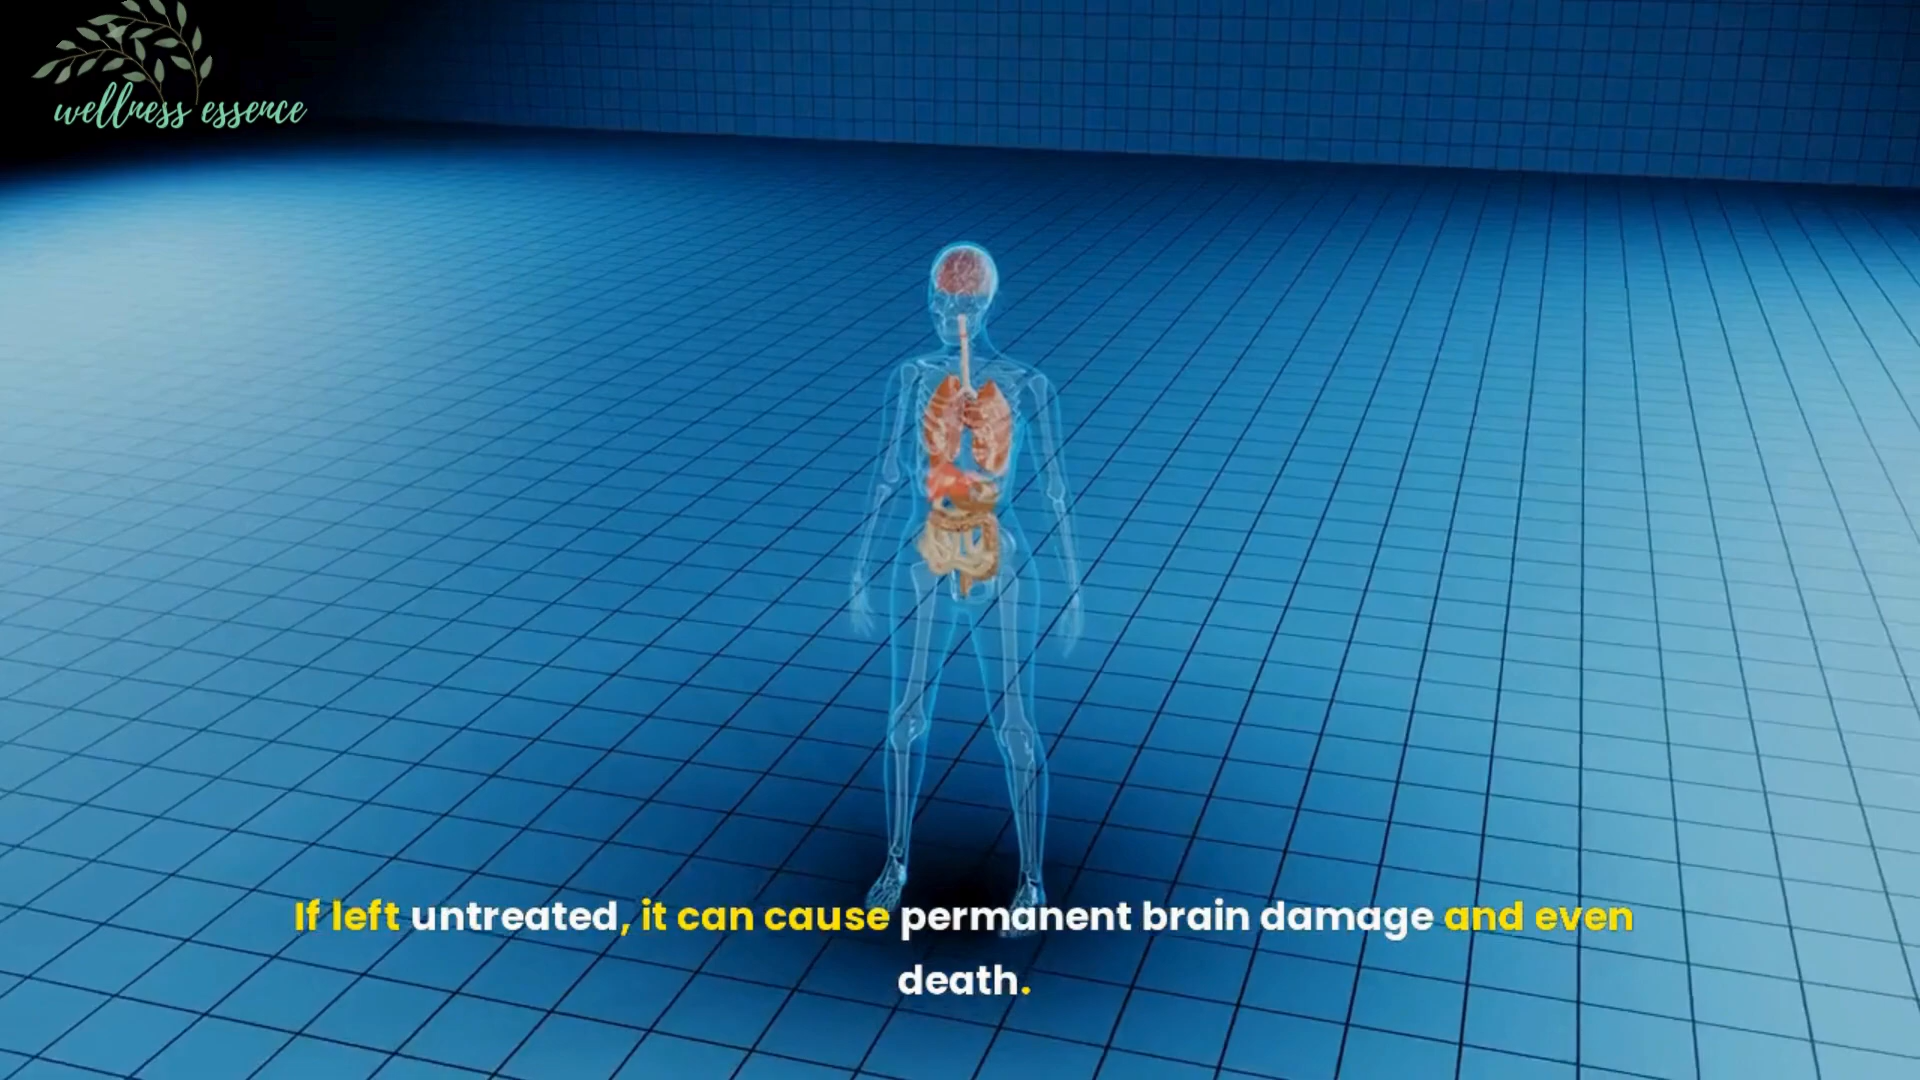 wellness essence
If left untreated, it can cause permanent brain damage and even
death.